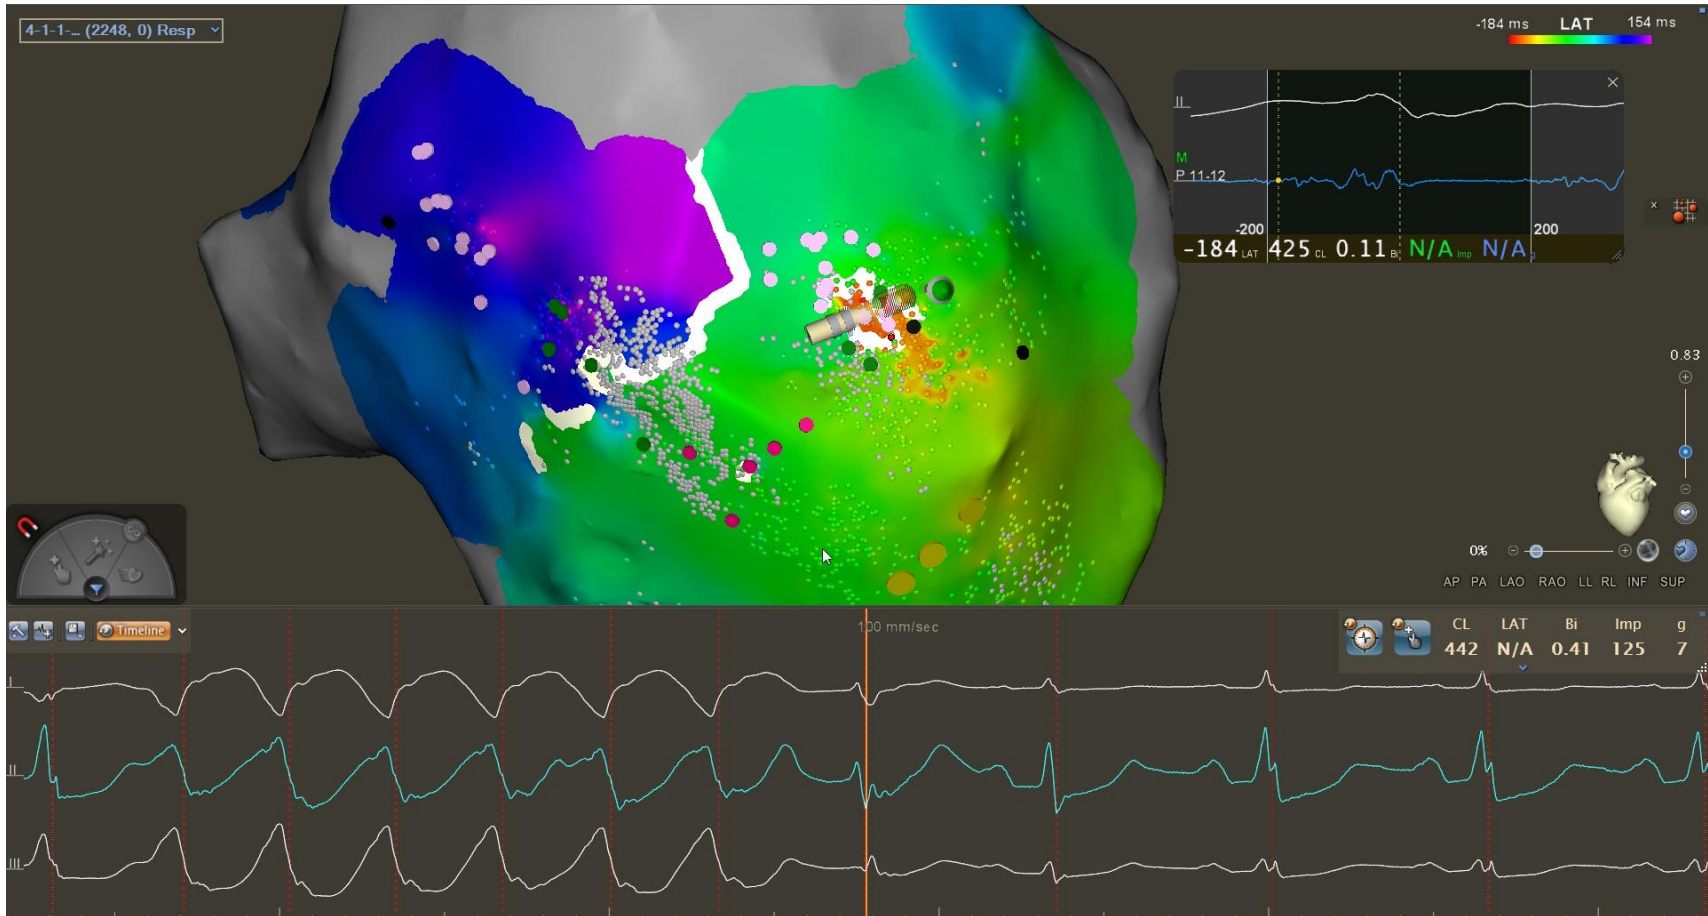 4-1-1-... (2248, 0) Resp
-184 ms LAT 154 ms
II
M
P 11-12
-200 200
-184 LAT 425 CL 0.11 Bi N/A Imp N/A
0.83
0%
AP PA LAO RAO LL RL INF SUP
Timeline
100 mm/sec
CL LAT Bi Imp g
442 N/A 0.41 125 7
I
II
III